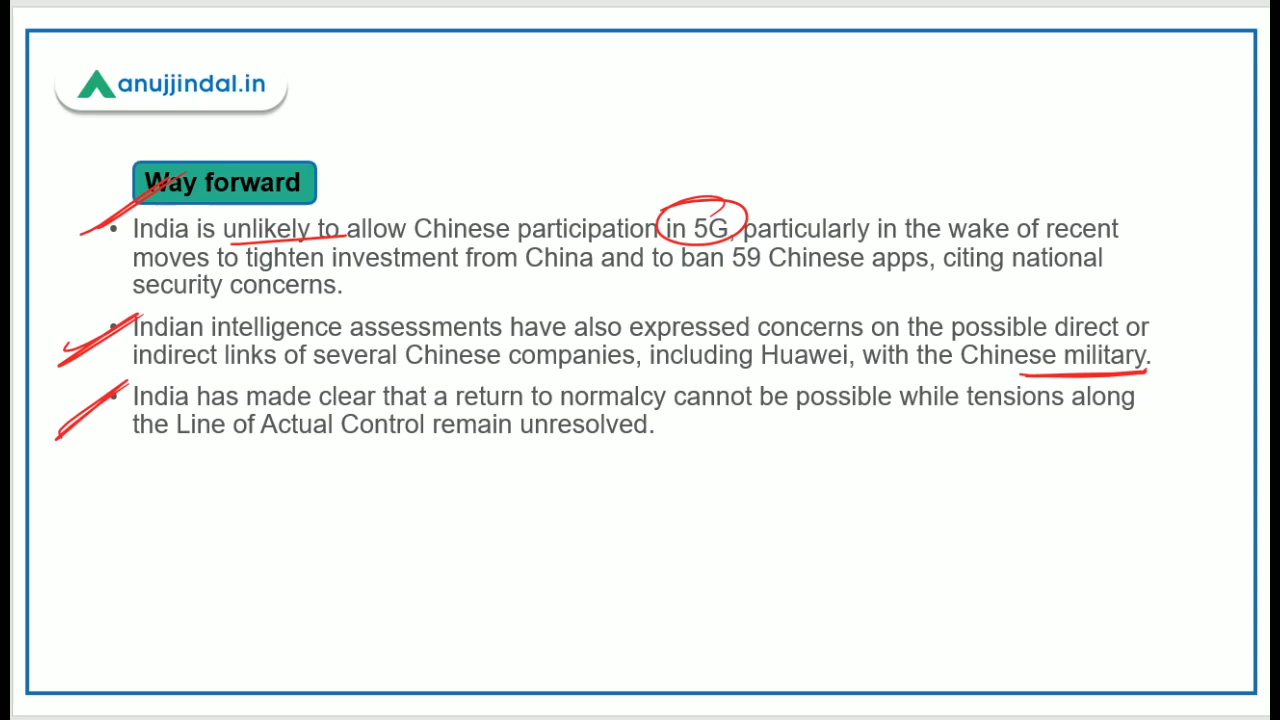 anujjindal.in
Way forward
• India is unlikely to allow Chinese participation in 5G, particularly in the wake of recent
moves to tighten investment from China and to ban 59 Chinese apps, citing national
security concerns.
• Indian intelligence assessments have also expressed concerns on the possible direct or
indirect links of several Chinese companies, including Huawei, with the Chinese military.
• India has made clear that a return to normalcy cannot be possible while tensions along
the Line of Actual Control remain unresolved.